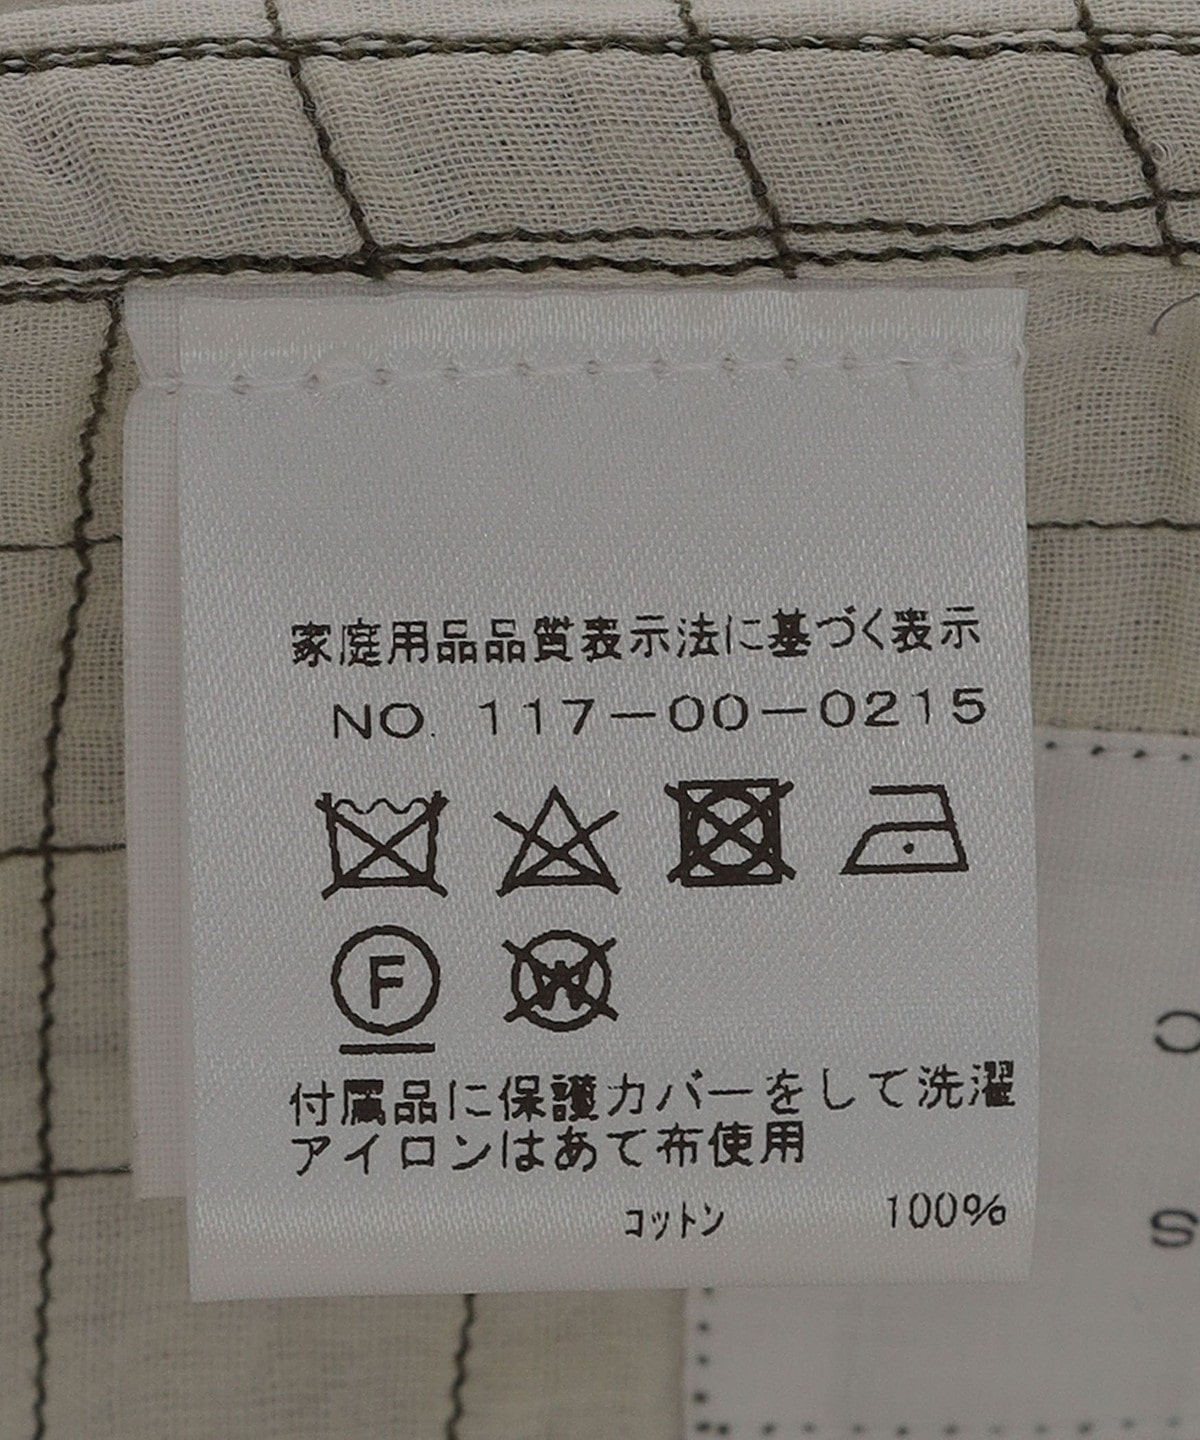 家庭用品品質表示法に基づく表示
NO. 117-00-0215
F
W
付属品に保護カバーをして洗濯
アイロンはあて布使用
コットン 100%
C
S